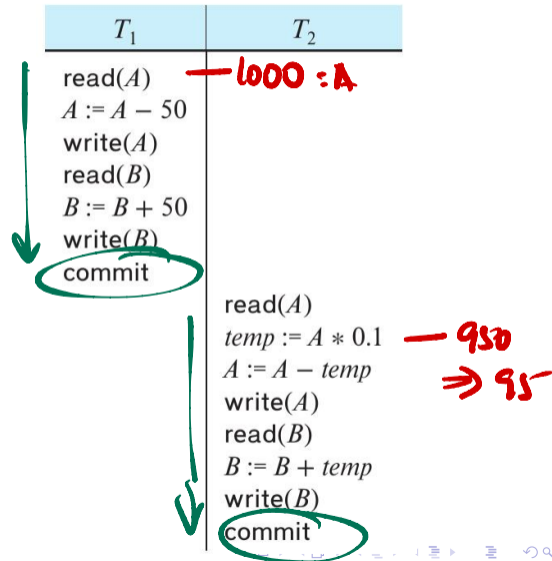 T₁ T₂
read(A) — 1000 : A
A := A − 50
write(A)
read(B)
B := B + 50
write(B)
commit
read(A)
temp := A * 0.1 — 950
A := A − temp ⇒ 95
write(A)
read(B)
B := B + temp
write(B)
commit